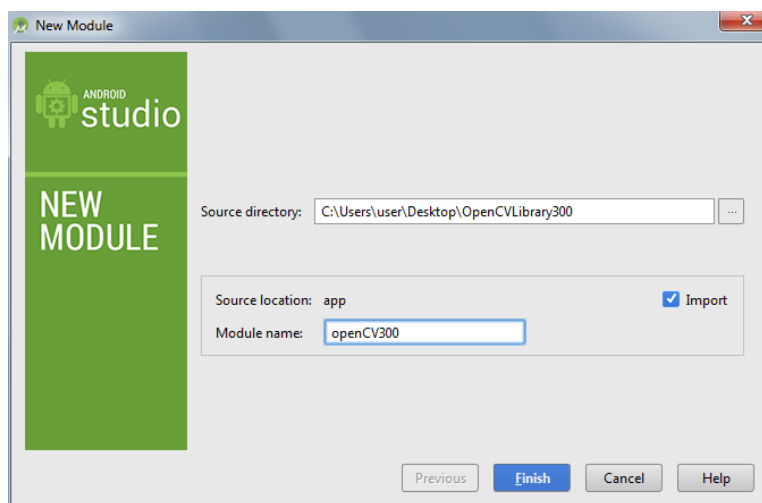 New Module
ANDROID
studio
NEW
MODULE
Source directory: C:\Users\user\Desktop\OpenCVLibrary300 ...
Source location: app Import
Module name: openCV300
Previous Finish Cancel Help